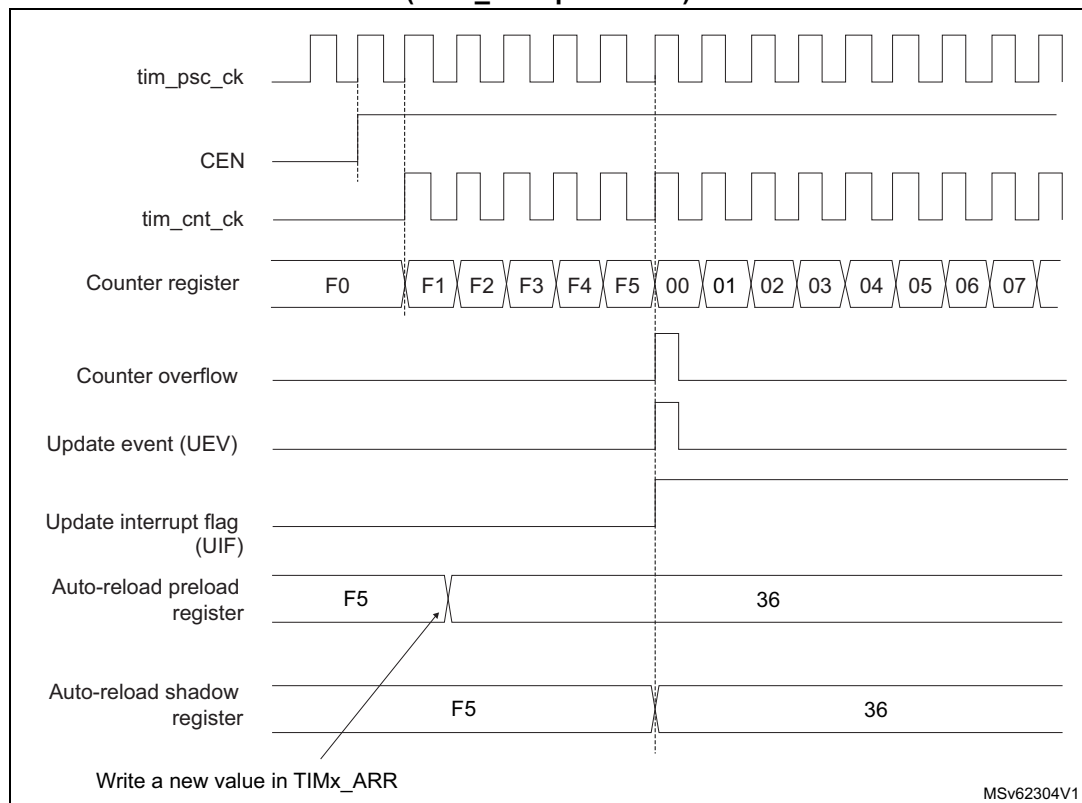 tim_psc_ck
CEN
tim_cnt_ck
Counter register F0 F1 F2 F3 F4 F5 00 01 02 03 04 05 06 07
Counter overflow
Update event (UEV)
Update interrupt flag
(UIF)
Auto-reload preload
register
F5 36
Auto-reload shadow
register
F5 36
Write a new value in TIMx_ARR
MSv62304V1